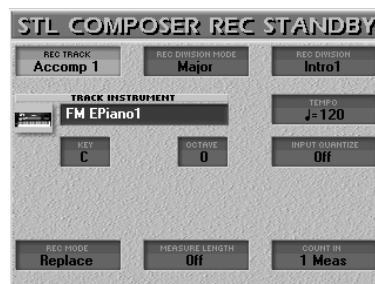 STL COMPOSER REC STANDBY
REC TRACK REC DIVISION MODE REC DIVISION
Accomp 1 Major Intro1
TRACK INSTRUMENT
FM EPiano1
TEMPO
♩=120
KEY OCTAVE INPUT QUANTIZE
C 0 Off
REC MODE MEASURE LENGTH COUNT IN
Replace Off 1 Meas